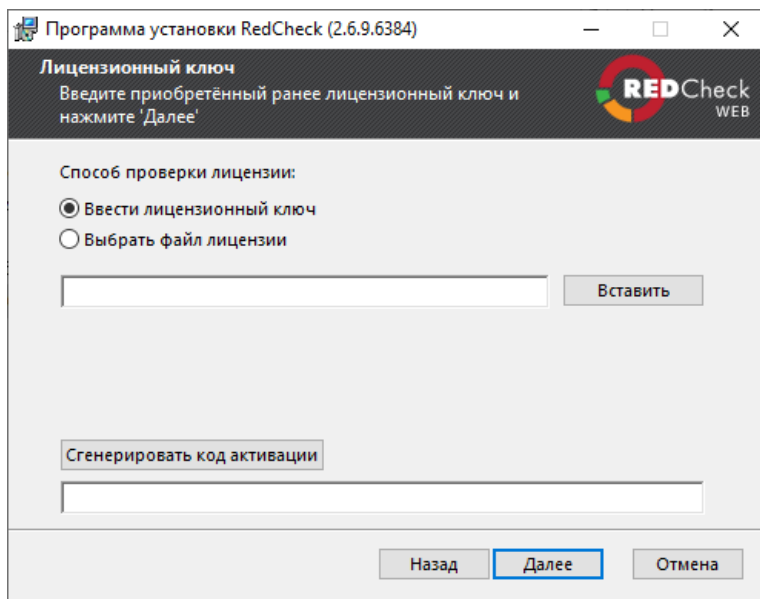 Программа установки RedCheck (2.6.9.6384)
Лицензионный ключ
Введите приобретённый ранее лицензионный ключ и
нажмите 'Далее'
REDCheck
WEB
Способ проверки лицензии:
Ввести лицензионный ключ
Выбрать файл лицензии
Вставить
Сгенерировать код активации
Назад
Далее
Отмена